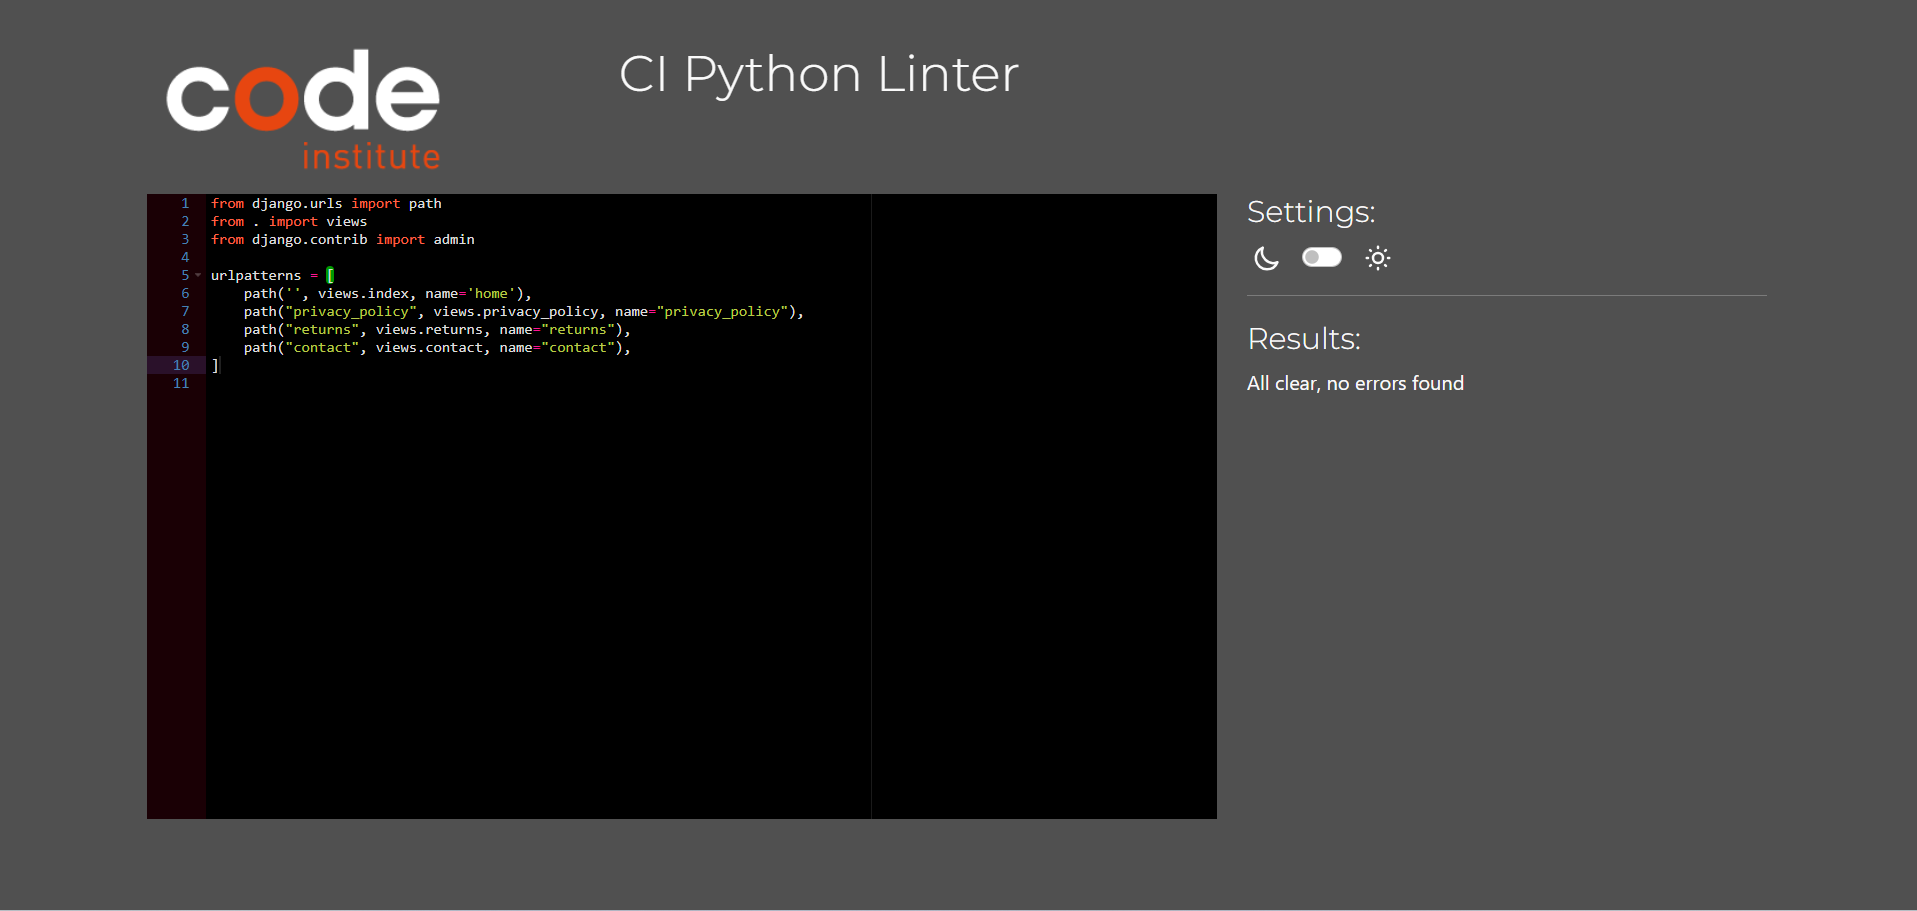 code
institute
CI Python Linter
1 from django.urls import path
2 from . import views
3 from django.contrib import admin
4
5 urlpatterns = [
6     path('', views.index, name='home'),
7     path("privacy_policy", views.privacy_policy, name="privacy_policy"),
8     path("returns", views.returns, name="returns"),
9     path("contact", views.contact, name="contact"),
10 ]
11
Settings:
Results:
All clear, no errors found